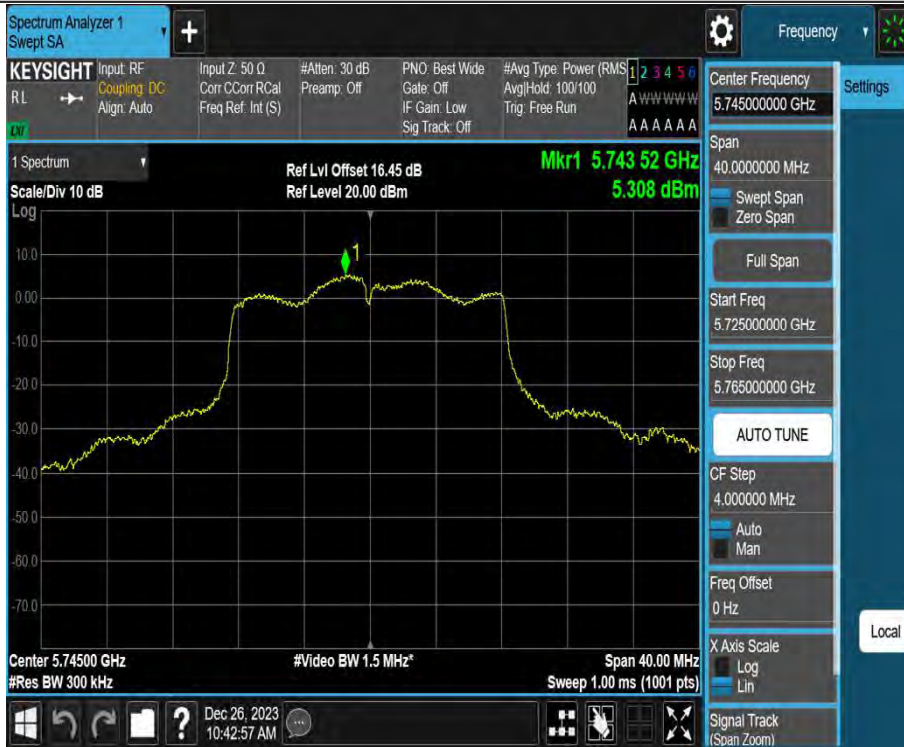 Spectrum Analyzer 1
Swept SA
+
Frequency
KEYSIGHT
RL
LXI
Input: RF
Coupling: DC
Align: Auto
Input Z: 50 Ω
Corr CCorr RCal
Freq Ref: Int (S)
#Atten: 30 dB
Preamp: Off
PNO: Best Wide
Gate: Off
IF Gain: Low
Sig Track: Off
#Avg Type: Power (RMS
Avg|Hold: 100/100
Trig: Free Run
1 2 3 4 5 6
A W W W W W
A A A A A A
1 Spectrum
Scale/Div 10 dB
Log
Ref Lvl Offset 16.45 dB
Ref Level 20.00 dBm
Mkr1 5.743 52 GHz
5.308 dBm
1
10.0
0.00
-10.0
-20.0
-30.0
-40.0
-50.0
-60.0
-70.0
Center 5.74500 GHz
#Res BW 300 kHz
#Video BW 1.5 MHz*
Span 40.00 MHz
Sweep 1.00 ms (1001 pts)
?
Dec 26, 2023
10:42:57 AM
Center Frequency
5.745000000 GHz
Settings
Span
40.0000000 MHz
Swept Span
Zero Span
Full Span
Start Freq
5.725000000 GHz
Stop Freq
5.765000000 GHz
AUTO TUNE
CF Step
4.000000 MHz
Auto
Man
Freq Offset
0 Hz
Local
X Axis Scale
Log
Lin
Signal Track
(Span Zoom)